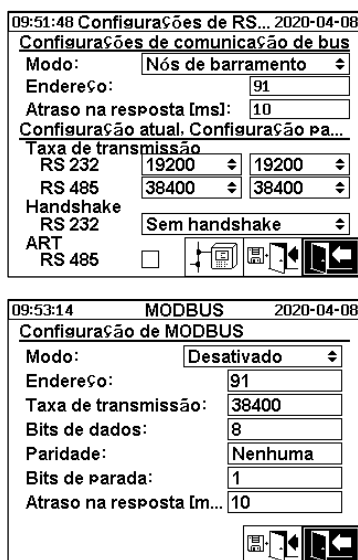 09:51:48 Configurações de RS... 2020-04-08
Configurações de comunicação de bus
Modo: Nós de barramento
Endereço: 91
Atraso na resposta [ms]: 10
Configuração atual, Configuração pa...
Taxa de transmissão
RS 232 19200 19200
RS 485 38400 38400
Handshake
RS 232 Sem handshake
ART
RS 485
09:53:14 MODBUS 2020-04-08
Configuração de MODBUS
Modo: Desativado
Endereço: 91
Taxa de transmissão: 38400
Bits de dados: 8
Paridade: Nenhuma
Bits de parada: 1
Atraso na resposta [m... 10